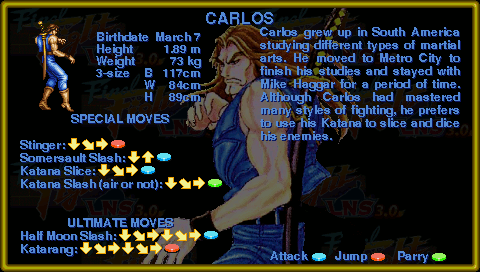 CARLOS
Birthdate March 7
Height 1.89 m
Weight 73 kg
3-size B 117cm
W 84cm
H 89cm
Carlos grew up in South America
studying different types of martial
arts. He moved to Metro City to
finish his studies and stayed with
Mike Haggar for a period of time.
Although Carlos had mastered
many styles of fighting, he prefers
to use his Katana to slice and dice
his enemies.
SPECIAL MOVES
Stinger:
Somersault Slash:
Katana Slice:
Katana Slash (air or not):
ULTIMATE MOVES
Half Moon Slash:
Katarang:
Attack Jump Parry